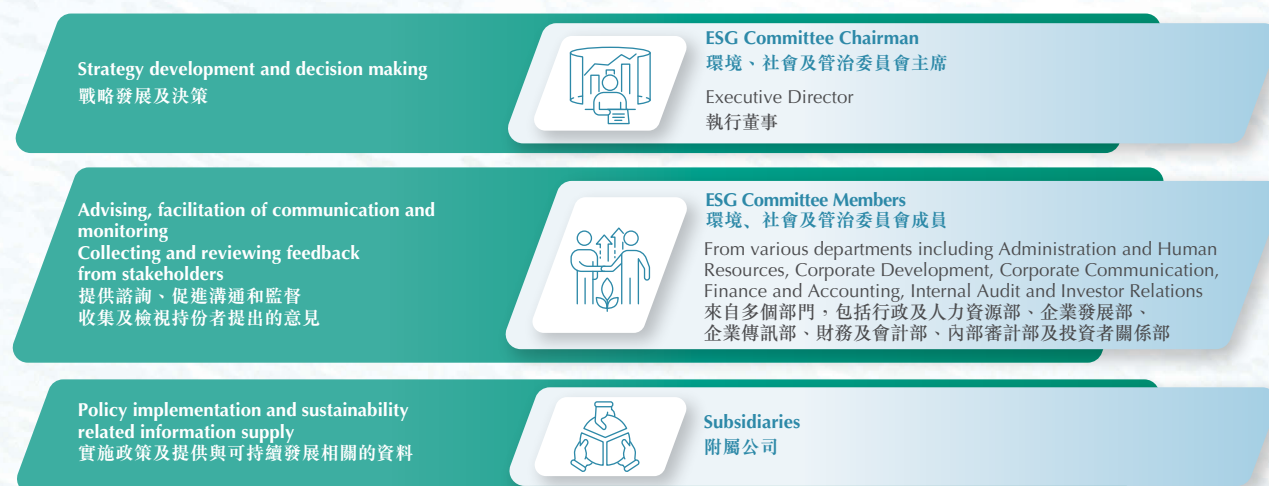 Strategy development and decision making
戰略發展及決策
ESG Committee Chairman
環境、社會及管治委員會主席
Executive Director
執行董事
Advising, facilitation of communication and
monitoring
Collecting and reviewing feedback
from stakeholders
提供諮詢、促進溝通和監督
收集及檢視持份者提出的意見
ESG Committee Members
環境、社會及管治委員會成員
From various departments including Administration and Human
Resources, Corporate Development, Corporate Communication,
Finance and Accounting, Internal Audit and Investor Relations
來自多個部門，包括行政及人力資源部、企業發展部、
企業傳訊部、財務及會計部、內部審計部及投資者關係部
Policy implementation and sustainability
related information supply
實施政策及提供與可持續發展相關的資料
Subsidiaries
附屬公司